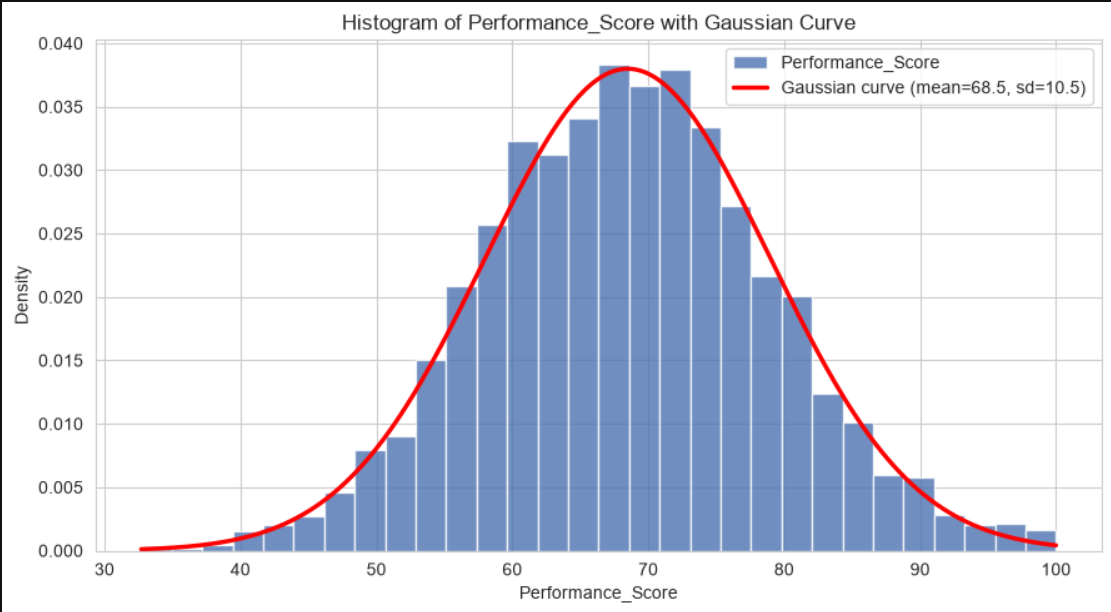 Histogram of Performance_Score with Gaussian Curve
Performance_Score
Gaussian curve (mean=68.5, sd=10.5)
Density
0.040
0.035
0.030
0.025
0.020
0.015
0.010
0.005
0.000
30 40 50 60 70 80 90 100
Performance_Score